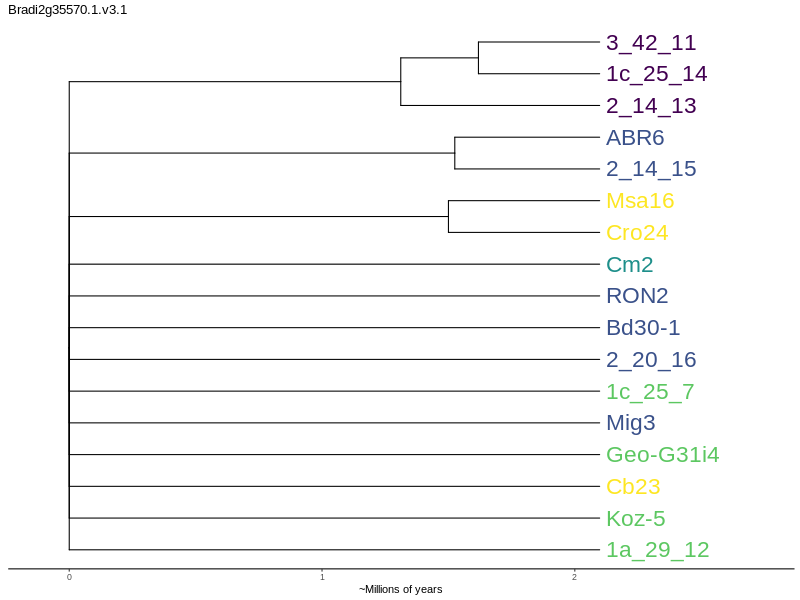 Bradi2g35570.1.v3.1
3_42_11
1c_25_14
2_14_13
ABR6
2_14_15
Msa16
Cro24
Cm2
RON2
Bd30-1
2_20_16
1c_25_7
Mig3
Geo-G31i4
Cb23
Koz-5
1a_29_12
0 1 2
~Millions of years